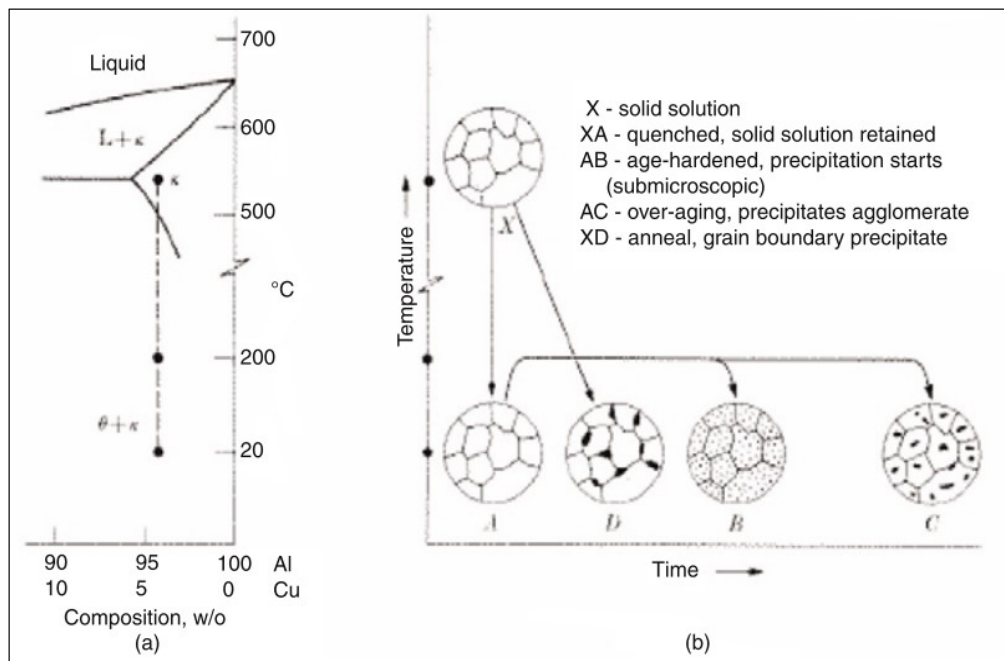 700
Liquid
600
L+κ
κ
500
°C
200
θ+κ
20
90 95 100 Al
10 5 0 Cu
Composition, w/o
(a)
Temperature
X
X - solid solution
XA - quenched, solid solution retained
AB - age-hardened, precipitation starts
(submicroscopic)
AC - over-aging, precipitates agglomerate
XD - anneal, grain boundary precipitate
A D B C
Time
(b)